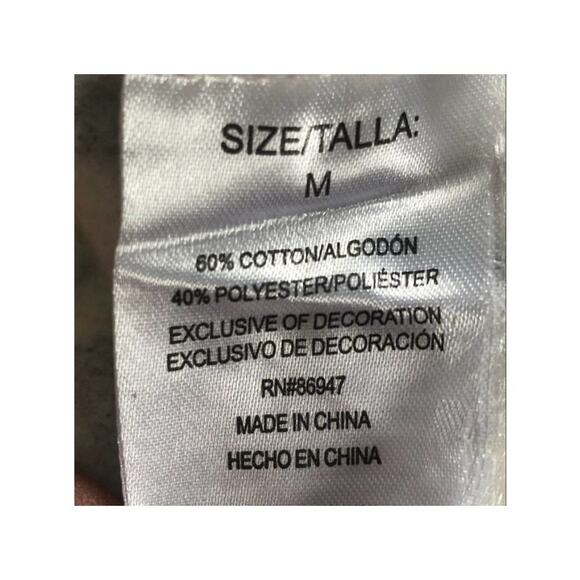 SIZE/TALLA:
M
60% COTTON/ALGODÓN
40% POLYESTER/POLIÉSTER
EXCLUSIVE OF DECORATION
EXCLUSIVO DE DECORACIÓN
RN#86947
MADE IN CHINA
HECHO EN CHINA